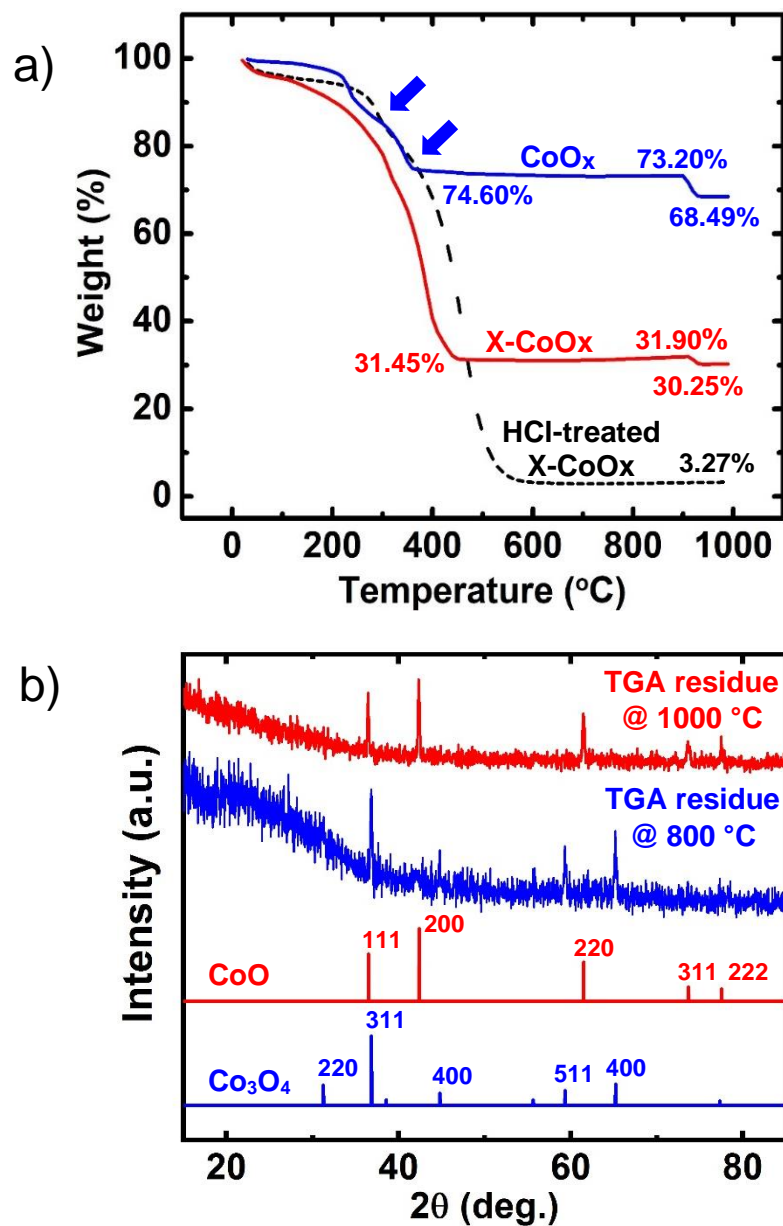 a)
100
80
60
40
20
0
Weight (%)
CoOx
73.20%
74.60%
68.49%
X-CoOx
31.90%
31.45%
30.25%
HCl-treated
X-CoOx
3.27%
0 200 400 600 800 1000
Temperature (°C)
b)
Intensity (a.u.)
TGA residue
@ 1000 °C
TGA residue
@ 800 °C
CoO
111
200
220
311
222
Co₃O₄
220
311
400
511
400
20 40 60 80
2θ (deg.)